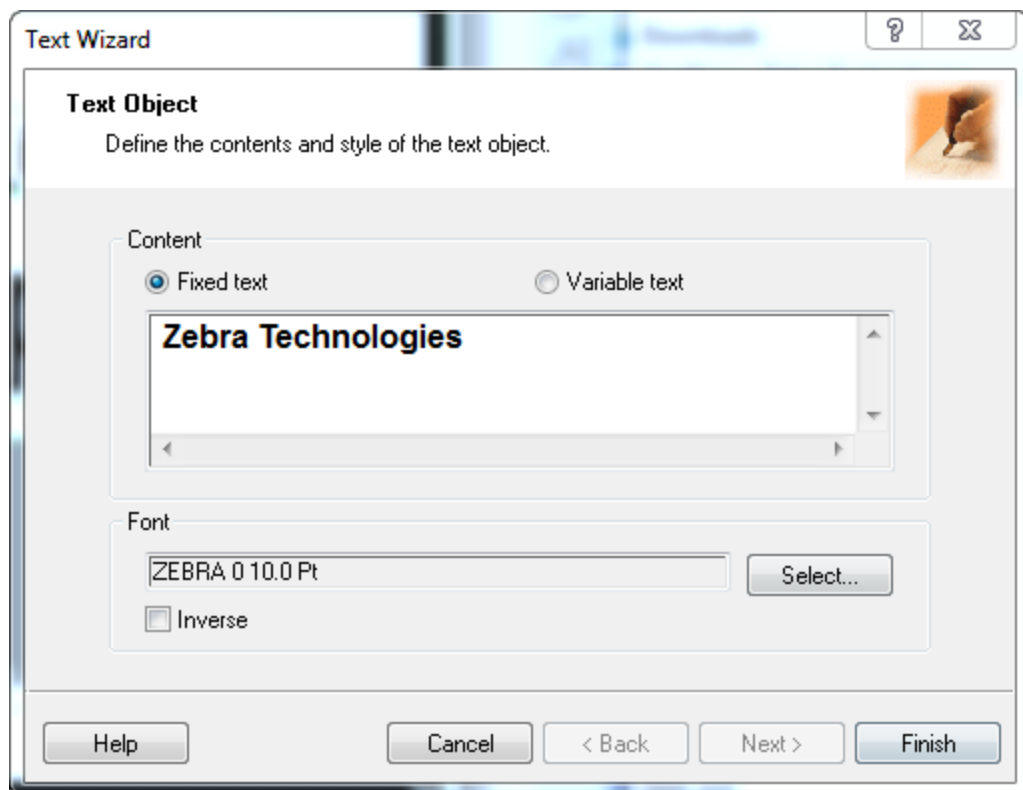 Text Wizard
Downloads
Text Object
Define the contents and style of the text object.
Content
Fixed text Variable text
Zebra Technologies
Font
ZEBRA 0 10.0 Pt
Select...
Inverse
Help Cancel < Back Next > Finish